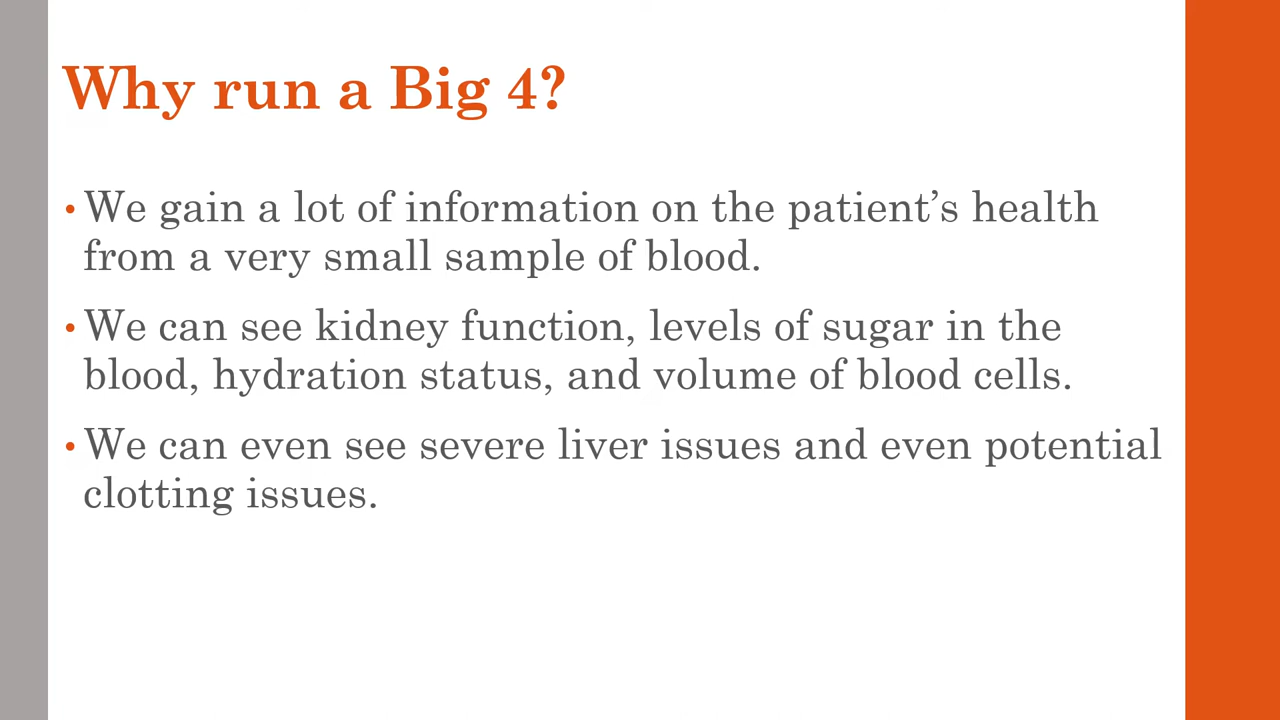 Why run a Big 4?
• We gain a lot of information on the patient’s health
from a very small sample of blood.
• We can see kidney function, levels of sugar in the
blood, hydration status, and volume of blood cells.
• We can even see severe liver issues and even potential
clotting issues.